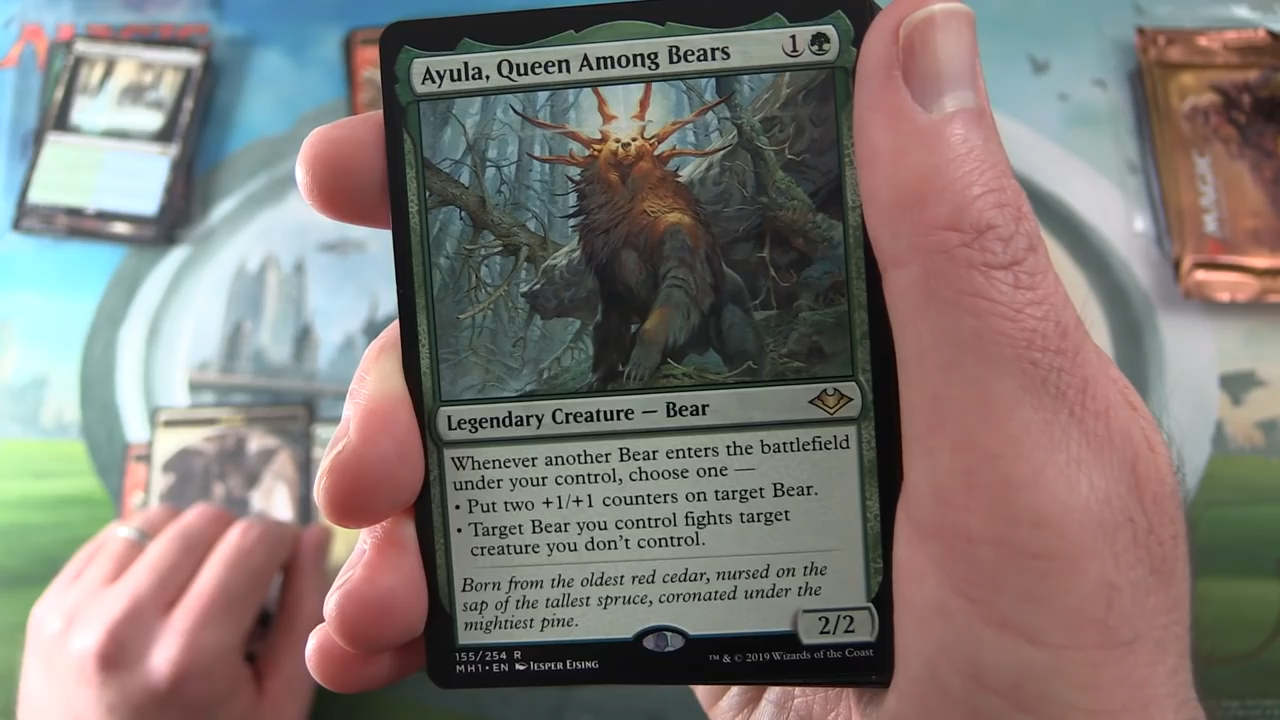 MAGIC
Ayula, Queen Among Bears
1
Legendary Creature — Bear
Whenever another Bear enters the battlefield
under your control, choose one —
• Put two +1/+1 counters on target Bear.
• Target Bear you control fights target
creature you don't control.
Born from the oldest red cedar, nursed on the
sap of the tallest spruce, coronated under the
mightiest pine.
2/2
155/254 R
MH1 • EN Jesper Ejsing
™ & © 2019 Wizards of the Coast
MAGIC